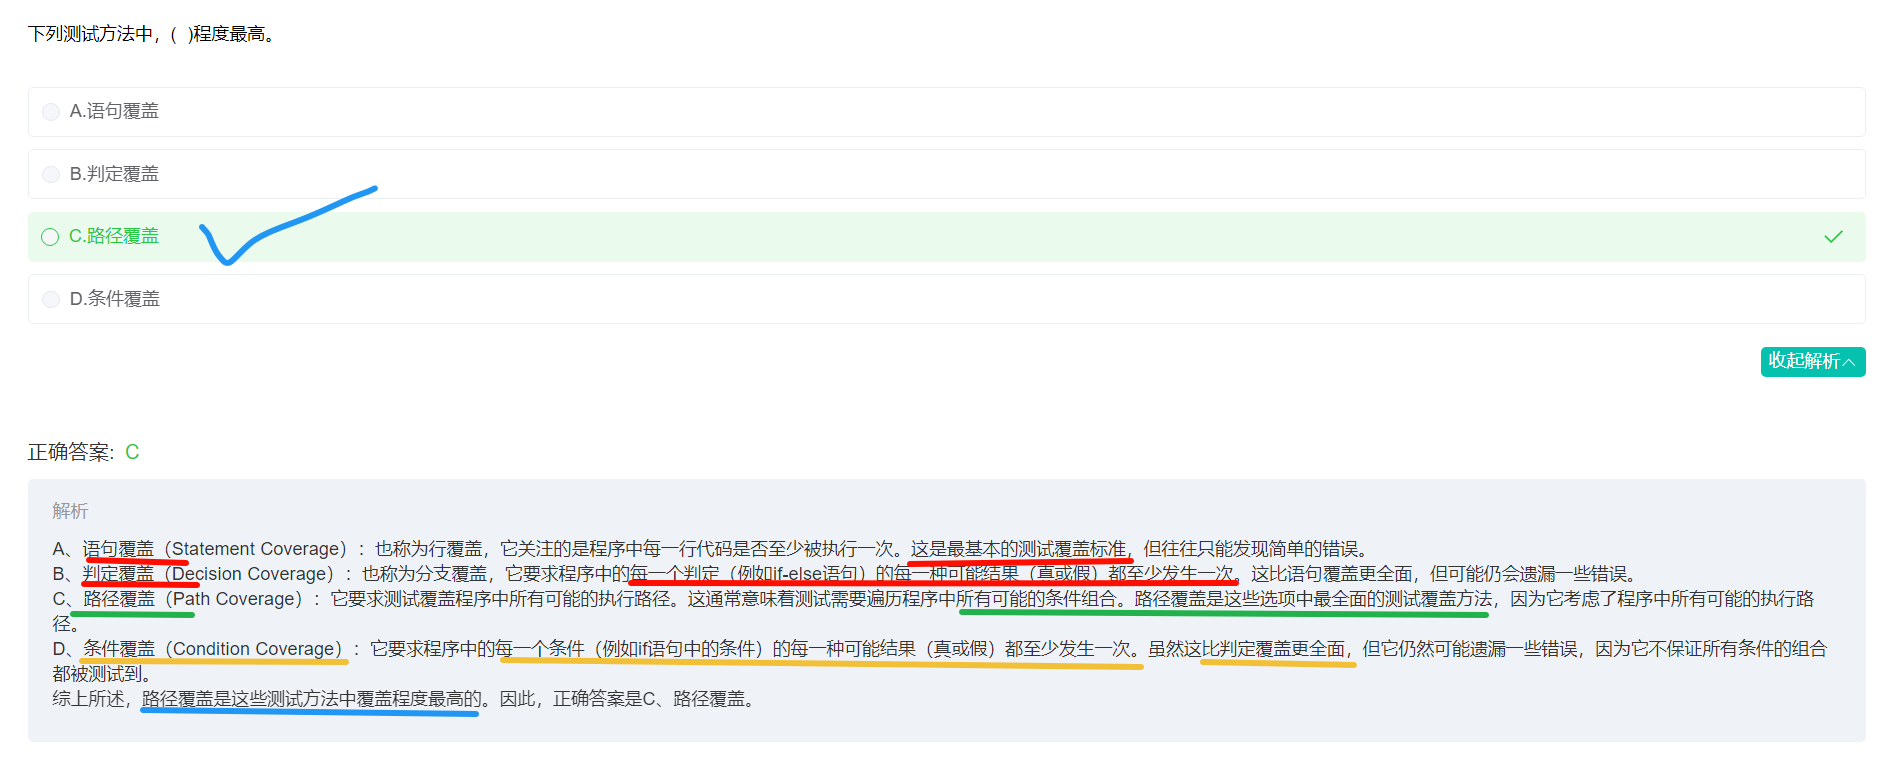 下列测试方法中，( )程度最高。
A.语句覆盖
B.判定覆盖
C.路径覆盖
D.条件覆盖
收起解析
正确答案: C
解析
A、语句覆盖（Statement Coverage）：也称为行覆盖，它关注的是程序中每一行代码是否至少被执行一次。这是最基本的测试覆盖标准，但往往只能发现简单的错误。
B、判定覆盖（Decision Coverage）：也称为分支覆盖，它要求程序中的每一个判定（例如if-else语句）的每一种可能结果（真或假）都至少发生一次。这比语句覆盖更全面，但可能仍会遗漏一些错误。
C、路径覆盖（Path Coverage）：它要求测试覆盖程序中所有可能的执行路径。这通常意味着测试需要遍历程序中所有可能的条件组合。路径覆盖是这些选项中最全面的测试覆盖方法，因为它考虑了程序中所有可能的执行路
径。
D、条件覆盖（Condition Coverage）：它要求程序中的每一个条件（例如if语句中的条件）的每一种可能结果（真或假）都至少发生一次。虽然这比判定覆盖更全面，但它仍然可能遗漏一些错误，因为它不保证所有条件的组合
都被测试到。
综上所述，路径覆盖是这些测试方法中覆盖程度最高的。因此，正确答案是C、路径覆盖。